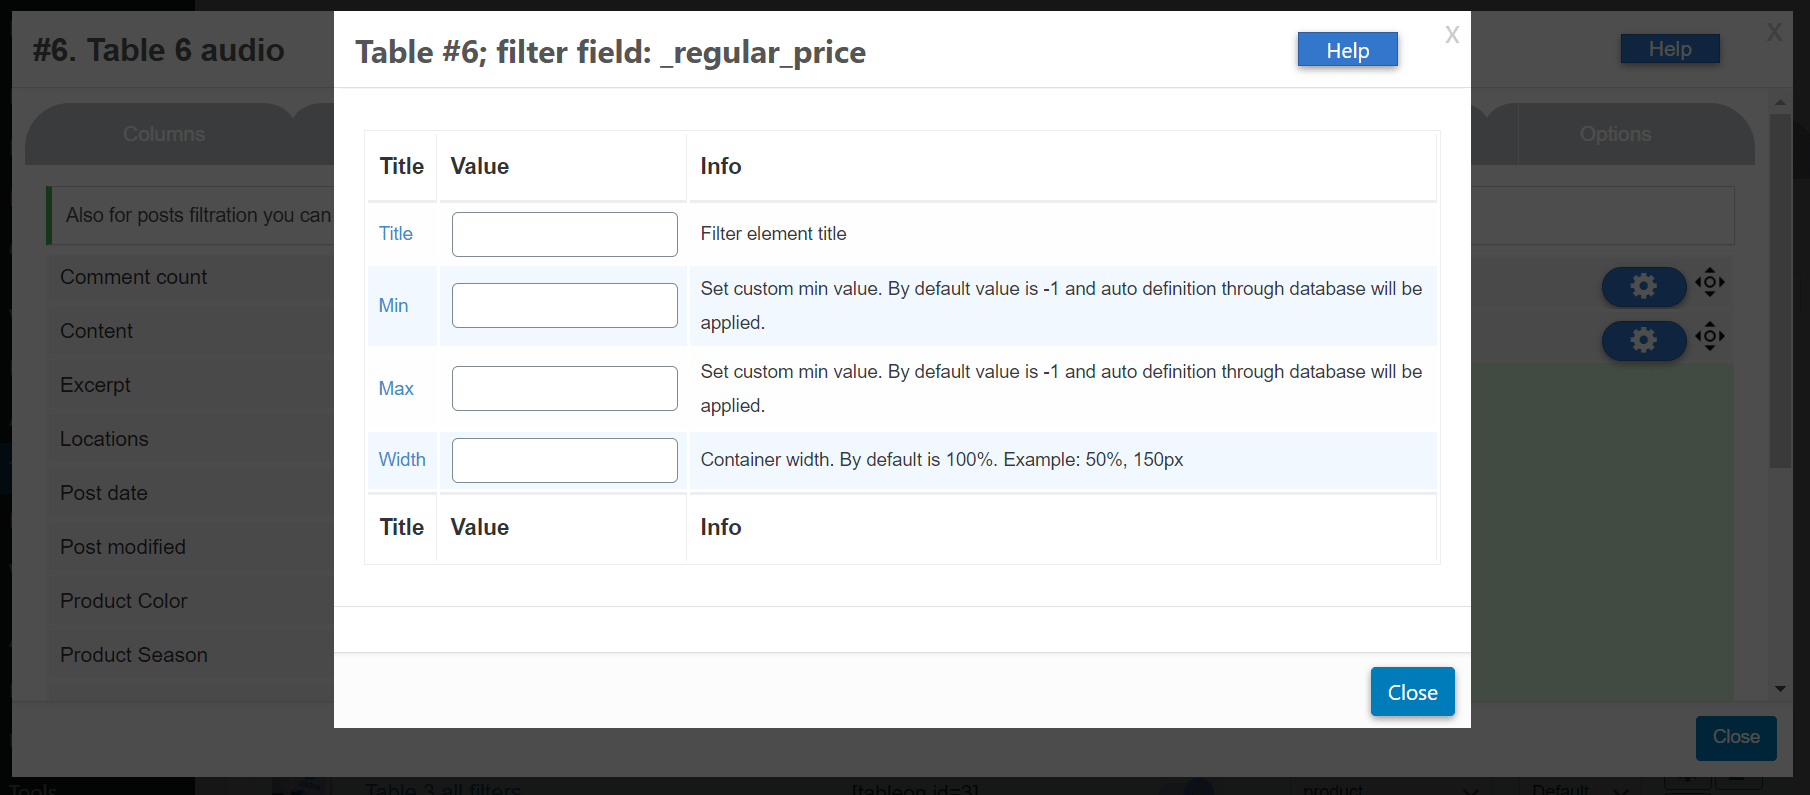 #6. Table 6 audio
Help
X
Columns
Options
Also for posts filtration you can
Comment count
Content
Excerpt
Locations
Post date
Post modified
Product Color
Product Season
Close
Table #6; filter field: _regular_price
Help
X
Title Value Info
Title Filter element title
Min Set custom min value. By default value is -1 and auto definition through database will be
applied.
Max Set custom min value. By default value is -1 and auto definition through database will be
applied.
Width Container width. By default is 100%. Example: 50%, 150px
Title Value Info
Close
Tools
Table 3 all filters
[tableon id=3]
product
Default